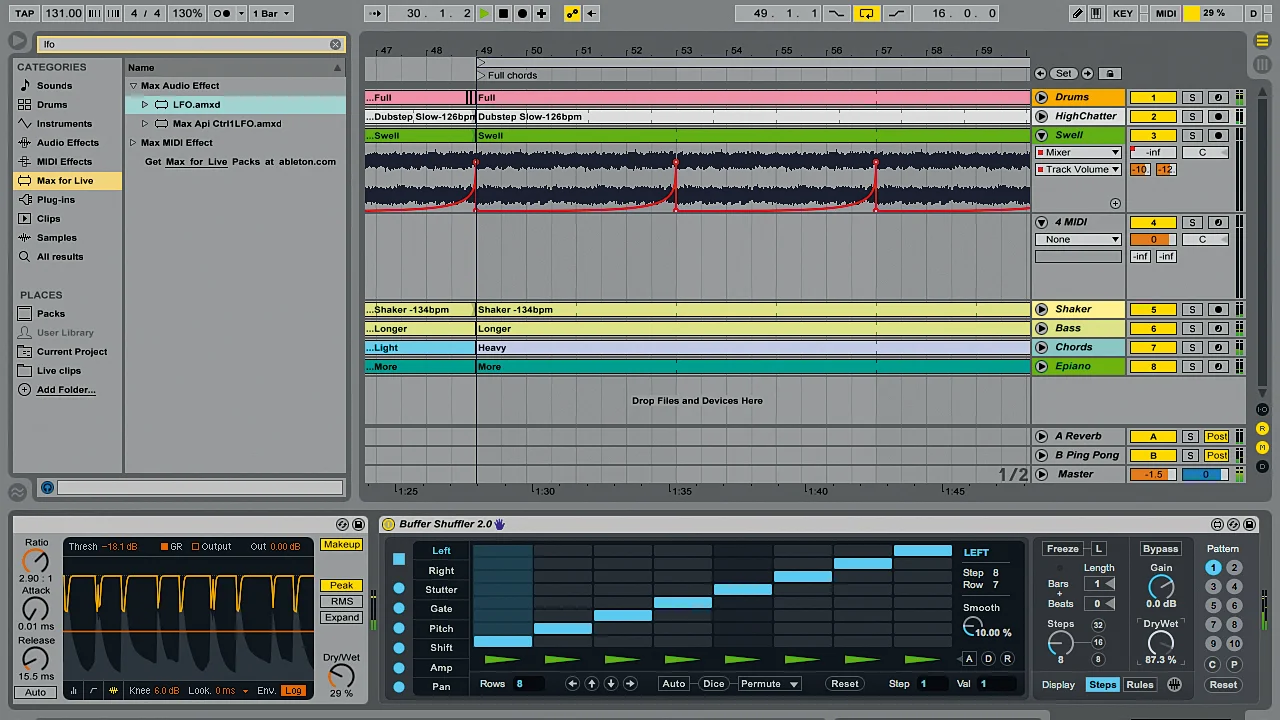 TAP 131.00 4 / 4 130% 1 Bar 30. 1. 2 49. 1. 1 16. 0. 0 KEY MIDI 29 % D
lfo
CATEGORIES
Sounds
Drums
Instruments
Audio Effects
MIDI Effects
Max for Live
Plug-ins
Clips
Samples
All results
PLACES
Packs
User Library
Current Project
Live clips
Add Folder...
Name
Max Audio Effect
LFO.amxd
Max Api Ctrl1LFO.amxd
Max MIDI Effect
Get Max for Live Packs at ableton.com
47 48 49 50 51 52 53 54 55 56 57 58 59
Full chords
Set
...Full Full Drums 1 S
...Dubstep Slow-126bpm Dubstep Slow-126bpm HighChatter 2 S
...Swell Swell Swell 3 S
Mixer -inf C
Track Volume -10. -12.
4 MIDI 4 S
None 0 C
-inf -inf
...Shaker -134bpm Shaker -134bpm Shaker 5 S
...Longer Longer Bass 6 S
...Light Heavy Chords 7 S
...More More Epiano 8 S
Drop Files and Devices Here
A Reverb A S Post
B Ping Pong B S Post
1/2 Master -1.5 0
1:25 1:30 1:35 1:40 1:45
I·O
R
M
D
Ratio
2.90 : 1
Attack
0.01 ms
Release
15.5 ms
Auto
Thresh -18.1 dB GR Output Out 0.00 dB
Knee 6.0 dB Look. 0 ms Env. Log
Makeup
Peak
RMS
Expand
Dry/Wet
29 %
Buffer Shuffler 2.0
Left
Right
Stutter
Gate
Pitch
Shift
Amp
Pan
LEFT
Step 8
Row 7
Smooth
10.00 %
A D R
Rows 8 Auto Dice Permute Reset Step 1 Val 1
Freeze L
Length
Bars 1
+
Beats 0
Steps 32
16
8 8
Display Steps Rules
Bypass
Gain
0.0 dB
Dry/Wet
87.3 %
Pattern
1 2
3 4
5 6
7 8
9 10
C P
Reset